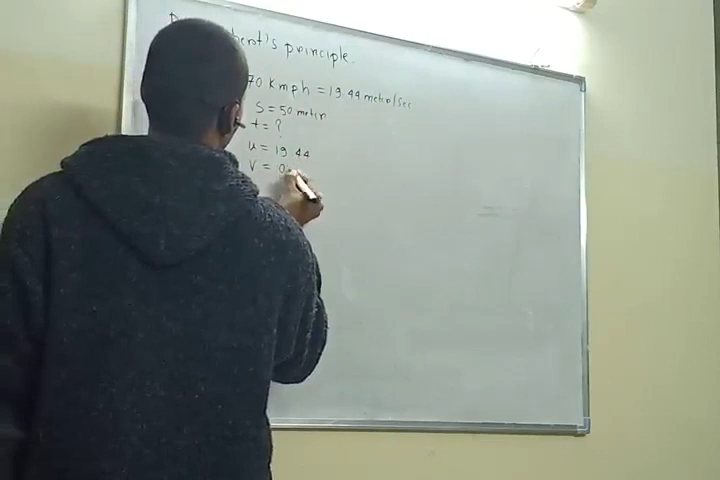 principle.
70 Kmph = 19.44 meter/sec
S = 50 meter
t = ?
u = 19.44
v = 0